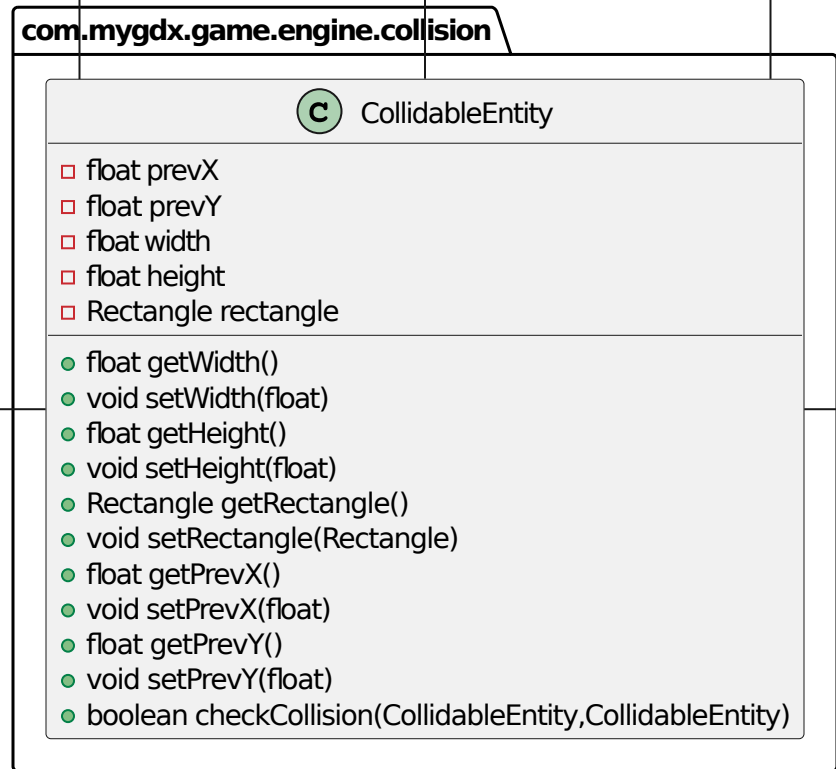 com.mygdx.game.engine.collision
C CollidableEntity
float prevX
float prevY
float width
float height
Rectangle rectangle
float getWidth()
void setWidth(float)
float getHeight()
void setHeight(float)
Rectangle getRectangle()
void setRectangle(Rectangle)
float getPrevX()
void setPrevX(float)
float getPrevY()
void setPrevY(float)
boolean checkCollision(CollidableEntity,CollidableEntity)